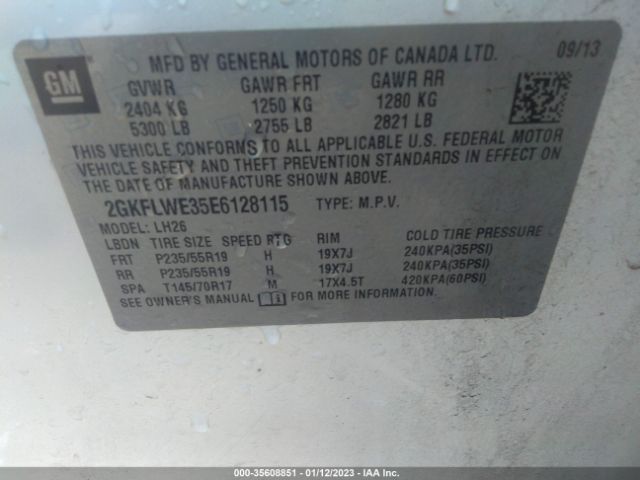 GM
MFD BY GENERAL MOTORS OF CANADA LTD. 09/13
GVWR GAWR FRT GAWR RR
2404 KG 1250 KG 1280 KG
5300 LB 2755 LB 2821 LB
THIS VEHICLE CONFORMS TO ALL APPLICABLE U.S. FEDERAL MOTOR
VEHICLE SAFETY AND THEFT PREVENTION STANDARDS IN EFFECT ON
THE DATE OF MANUFACTURE SHOWN ABOVE.
2GKFLWE35E6128115 TYPE: M.P.V.
MODEL: LH26
LBDN TIRE SIZE SPEED RTG RIM COLD TIRE PRESSURE
FRT P235/55R19 H 19X7J 240KPA(35PSI)
RR P235/55R19 H 19X7J 240KPA(35PSI)
SPA T145/70R17 M 17X4.5T 420KPA(60PSI)
SEE OWNER'S MANUAL FOR MORE INFORMATION.
000-35608851 - 01/12/2023 - IAA Inc.